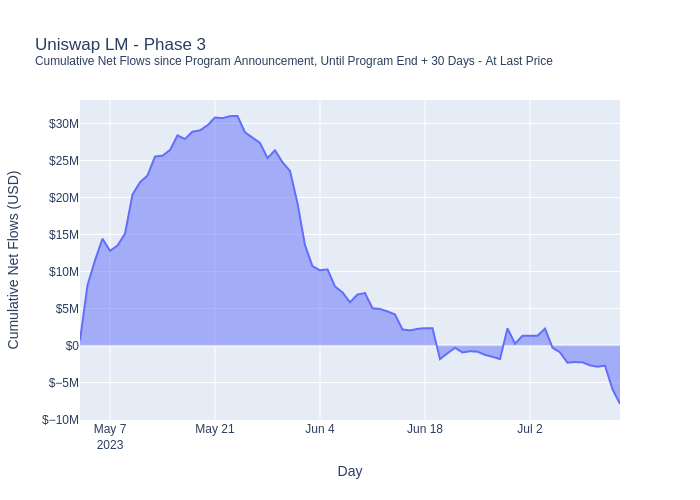 Uniswap LM - Phase 3
Cumulative Net Flows since Program Announcement, Until Program End + 30 Days - At Last Price
Cumulative Net Flows (USD)
$30M
$25M
$20M
$15M
$10M
$5M
$0
$−5M
$−10M
May 7
2023
May 21
Jun 4
Jun 18
Jul 2
Day